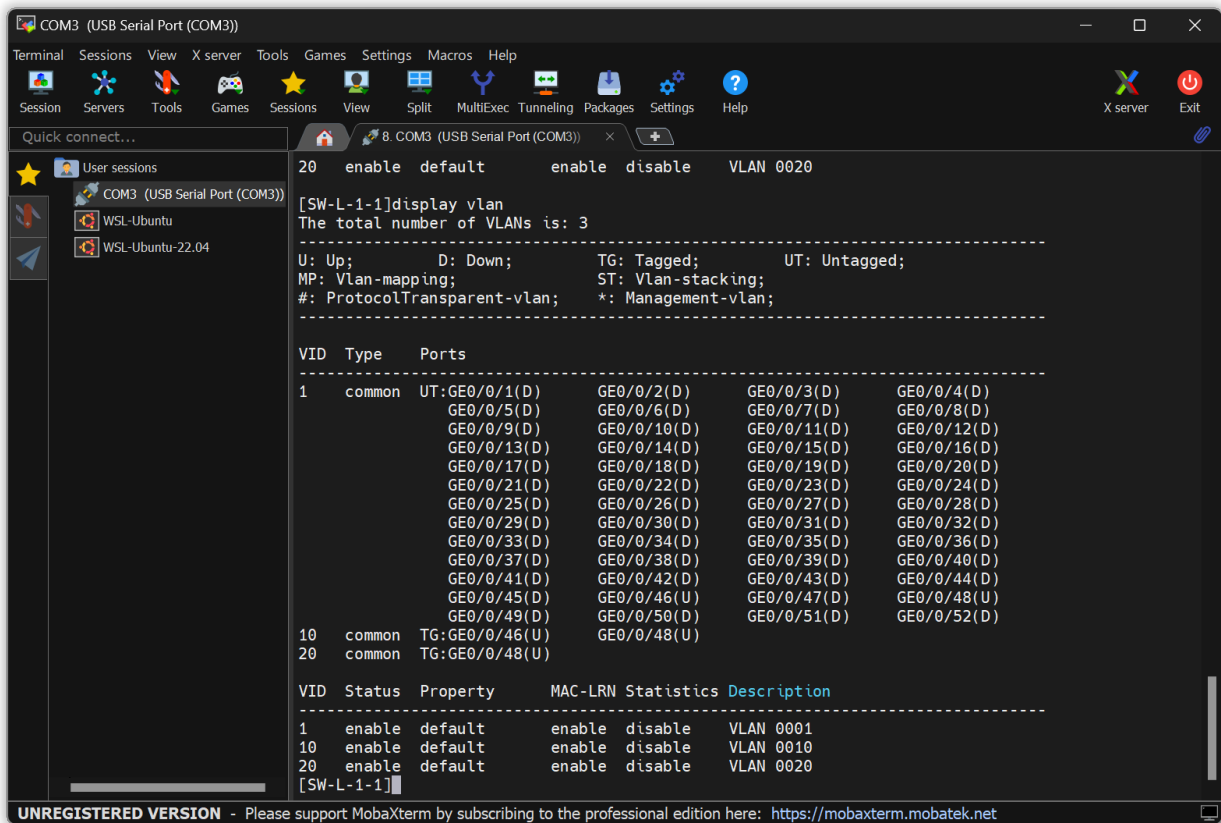 COM3  (USB Serial Port (COM3))
Terminal Sessions View X server Tools Games Settings Macros Help
Session Servers Tools Games Sessions View Split MultiExec Tunneling Packages Settings Help X server Exit
Quick connect...
8. COM3  (USB Serial Port (COM3))
User sessions
COM3  (USB Serial Port (COM3))
WSL-Ubuntu
WSL-Ubuntu-22.04
20   enable  default       enable  disable    VLAN 0020
[SW-L-1-1]display vlan
The total number of VLANs is: 3
--------------------------------------------------------------------------------
U: Up;         D: Down;         TG: Tagged;         UT: Untagged;
MP: Vlan-mapping;               ST: Vlan-stacking;
#: ProtocolTransparent-vlan;    *: Management-vlan;
--------------------------------------------------------------------------------
VID  Type    Ports
--------------------------------------------------------------------------------
1    common  UT:GE0/0/1(D)      GE0/0/2(D)      GE0/0/3(D)      GE0/0/4(D)
GE0/0/5(D)      GE0/0/6(D)      GE0/0/7(D)      GE0/0/8(D)
GE0/0/9(D)      GE0/0/10(D)     GE0/0/11(D)     GE0/0/12(D)
GE0/0/13(D)     GE0/0/14(D)     GE0/0/15(D)     GE0/0/16(D)
GE0/0/17(D)     GE0/0/18(D)     GE0/0/19(D)     GE0/0/20(D)
GE0/0/21(D)     GE0/0/22(D)     GE0/0/23(D)     GE0/0/24(D)
GE0/0/25(D)     GE0/0/26(D)     GE0/0/27(D)     GE0/0/28(D)
GE0/0/29(D)     GE0/0/30(D)     GE0/0/31(D)     GE0/0/32(D)
GE0/0/33(D)     GE0/0/34(D)     GE0/0/35(D)     GE0/0/36(D)
GE0/0/37(D)     GE0/0/38(D)     GE0/0/39(D)     GE0/0/40(D)
GE0/0/41(D)     GE0/0/42(D)     GE0/0/43(D)     GE0/0/44(D)
GE0/0/45(D)     GE0/0/46(U)     GE0/0/47(D)     GE0/0/48(U)
GE0/0/49(D)     GE0/0/50(D)     GE0/0/51(D)     GE0/0/52(D)
10   common  TG:GE0/0/46(U)     GE0/0/48(U)
20   common  TG:GE0/0/48(U)
VID  Status  Property      MAC-LRN Statistics Description
--------------------------------------------------------------------------------
1    enable  default       enable  disable    VLAN 0001
10   enable  default       enable  disable    VLAN 0010
20   enable  default       enable  disable    VLAN 0020
[SW-L-1-1]
UNREGISTERED VERSION  -  Please support MobaXterm by subscribing to the professional edition here:  https://mobaxterm.mobatek.net